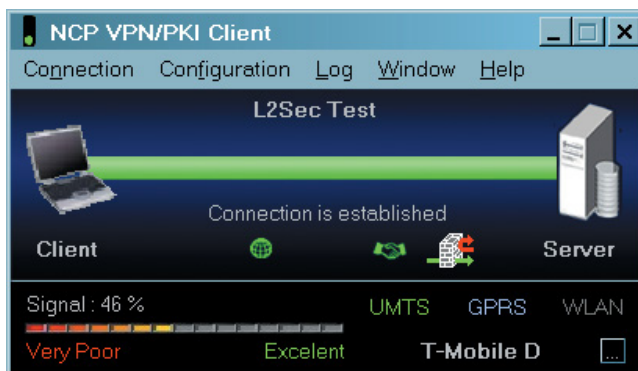 NCP VPN/PKI Client
Connection Configuration Log Window Help
L2Sec Test
Connection is established
Client Server
Signal : 46 % UMTS GPRS WLAN
Very Poor Excelent T-Mobile D ...